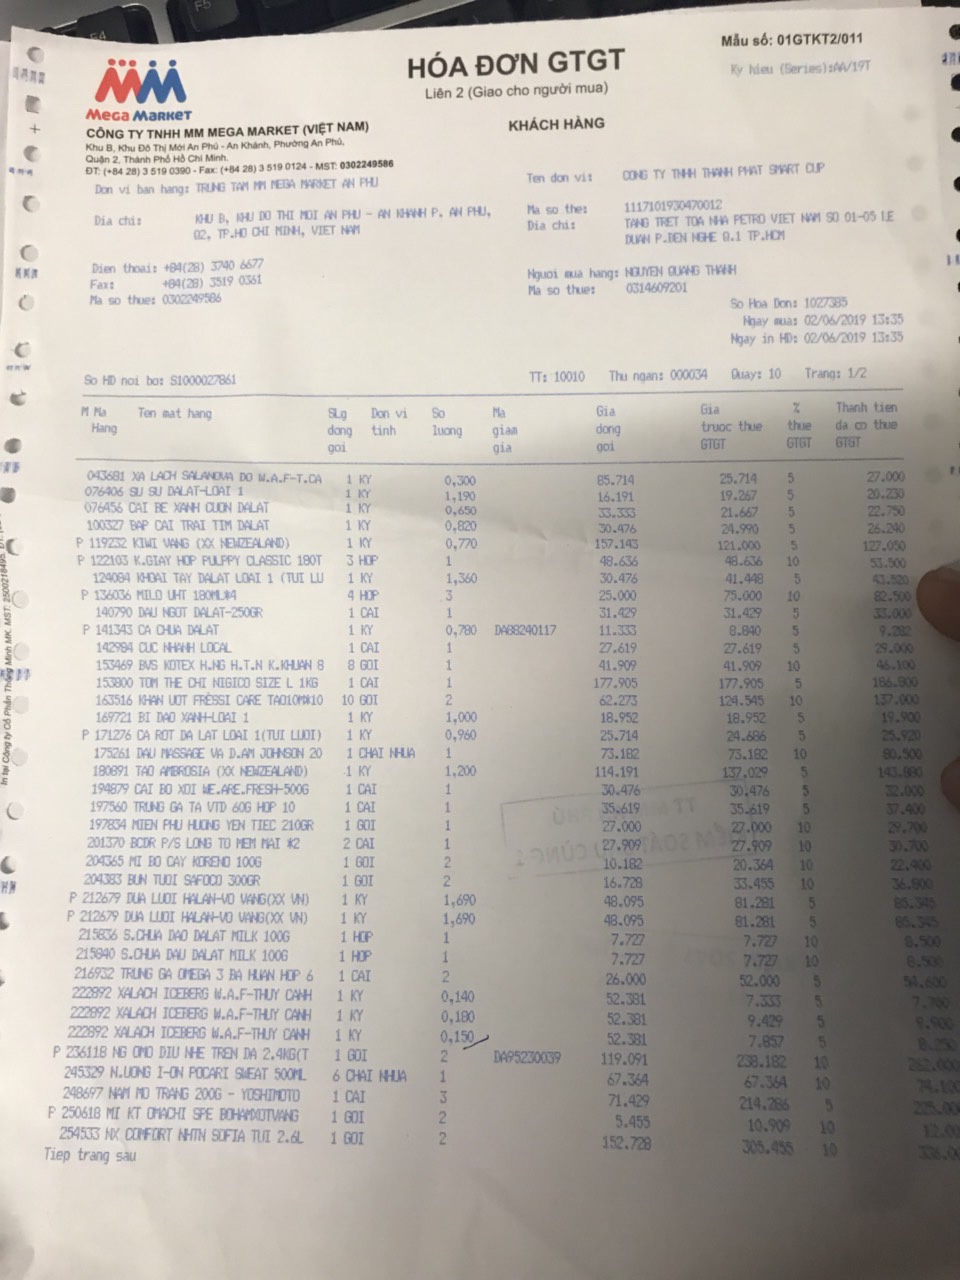 F4
F5
HÓA ĐƠN GTGT
Liên 2 (Giao cho người mua)
KHÁCH HÀNG
Mẫu số: 01GTKT2/011
Ky hieu (Series):AA/19T
Mega Market
CÔNG TY TNHH MM MEGA MARKET (VIỆT NAM)
Khu B, Khu Đô Thị Mới An Phú - An Khánh, Phường An Phú,
Quận 2, Thành Phố Hồ Chí Minh.
ĐT: (+84 28) 3 519 0390 - Fax: (+84 28) 3 519 0124 - MST: 0302249586
Don vi ban hang: TRUNG TAM MM MEGA MARKET AN PHU
Dia chi: KHU B, KHU DO THI MOI AN PHU - AN KHANH P. AN PHU,
Q2, TP.HO CHI MINH, VIET NAM
Dien thoai: +84(28) 3740 6677
Fax: +84(28) 3519 0361
Ma so thue: 0302249586
Ten don vi: CONG TY TNHH THANH PHAT SMART CUP
Ma so the: 1117101930470012
Dia chi: TANG TRET TOA NHA PETRO VIET NAM SO 01-05 LE
DUAN P.BEN NGHE Q.1 TP.HCM
Nguoi mua hang: NGUYEN QUANG THANH
Ma so thue: 0314609201
So Hoa Don: 1027385
Ngay mua: 02/06/2019 13:35
Ngay in HD: 02/06/2019 13:35
So HD noi bo: S1000027861 TT: 10010 Thu ngan: 000034 Quay: 10 Trang: 1/2
M Ma Ten mat hang SLg Don vi So Ma Gia Gia % Thanh tien
Hang dong tinh luong giam dong truoc thue thue da co thue
goi gia goi GTGT GTGT GTGT
043681 XA LACH SALANOVA DO W.A.F-T.CA 1 KY 0,300 85.714 25.714 5 27.000
076406 SU SU DALAT-LOAI 1 1 KY 1,190 16.191 19.267 5 20.230
076456 CAI BE XANH CUON DALAT 1 KY 0,650 33.333 21.667 5 22.750
100327 BAP CAI TRAI TIM DALAT 1 KY 0,820 30.476 24.990 5 26.240
P 119232 KIWI VANG (XX NEWZEALAND) 1 KY 0,770 157.143 121.000 5 127.050
P 122103 K.GIAY HOP PULPPY CLASSIC 180T 3 HOP 1 48.636 48.636 10 53.500
124084 KHOAI TAY DALAT LOAI 1 (TUI LU 1 KY 1,360 30.476 41.448 5 43.520
P 136036 MILO UHT 180ML*4 4 HOP 3 25.000 75.000 10 82.500
140790 DAU NGOT DALAT-250GR 1 CAI 1 31.429 31.429 5 33.000
P 141343 CA CHUA DALAT 1 KY 0,780 DA88240117 11.333 8.840 5 9.282
142984 CUC NHANH LOCAL 1 CAI 1 27.619 27.619 5 29.000
153469 BVS KOTEX H.NG H.T.N K.KHUAN 8 8 GOI 1 41.909 41.909 10 46.100
153800 TOM THE CHI NIGICO SIZE L 1KG 1 CAI 1 177.905 177.905 5 186.800
163516 KHAN UOT FRESSI CARE TAO10M*10 10 GOI 2 62.273 124.545 10 137.000
169721 BI DAO XANH-LOAI 1 1 KY 1,000 18.952 18.952 5 19.900
P 171276 CA ROT DA LAT LOAI 1(TUI LUOI) 1 KY 0,960 25.714 24.686 5 25.920
175261 DAU MASSAGE VA D.AM JOHNSON 20 1 CHAI NHUA 1 73.182 73.182 10 80.500
180891 TAO AMBROSIA (XX NEWZEALAND) 1 KY 1,200 114.191 137.029 5 143.880
194879 CAI BO XOI WE.ARE.FRESH-500G 1 CAI 1 30.476 30.476 5 32.000
197560 TRUNG GA TA VTD 60G HOP 10 1 CAI 1 35.619 35.619 5 37.400
197834 MIEN PHU HUONG YEN TIEC 210GR 1 GOI 1 27.000 27.000 10 29.700
201370 BCDR P/S LONG TO MEM MAI *2 2 CAI 1 27.909 27.909 10 30.700
204365 MI BO CAY KORENO 100G 1 GOI 2 10.182 20.364 10 22.400
204383 BUN TUOI SAFOCO 300GR 1 GOI 2 16.728 33.455 10 36.800
P 212679 DUA LUOI HALAN-VO VANG(XX VN) 1 KY 1,690 48.095 81.281 5 85.345
P 212679 DUA LUOI HALAN-VO VANG(XX VN) 1 KY 1,690 48.095 81.281 5 85.345
215836 S.CHUA DAO DALAT MILK 100G 1 HOP 1 7.727 7.727 10 8.500
215840 S.CHUA DAU DALAT MILK 100G 1 HOP 1 7.727 7.727 10 8.500
216932 TRUNG GA OMEGA 3 BA HUAN HOP 6 1 CAI 2 26.000 52.000 5 54.600
222892 XALACH ICEBERG W.A.F-THUY CANH 1 KY 0,140 52.381 7.333 5 7.700
222892 XALACH ICEBERG W.A.F-THUY CANH 1 KY 0,180 52.381 9.429 5 9.900
222892 XALACH ICEBERG W.A.F-THUY CANH 1 KY 0,150 52.381 7.857 5 8.250
P 236118 NG OMO DIU NHE TREN DA 2.4KG(T 1 GOI 2 DA95230039 119.091 238.182 10 262.000
245329 N.UONG I-ON POCARI SWEAT 500ML 6 CHAI NHUA 1 67.364 67.364 10 74.100
248697 NAM MO TRANG 200G - YOSHIMOTO 1 CAI 3 71.429 214.286 5 225.000
P 250618 MI KT OMACHI SPE BOHAMXOTVANG 1 GOI 2 5.455 10.909 10 12.00
254533 NX COMFORT NHTN SOFIA TUI 2.6L 1 GOI 2 152.728 305.455 10 336.0
Tiep trang sau